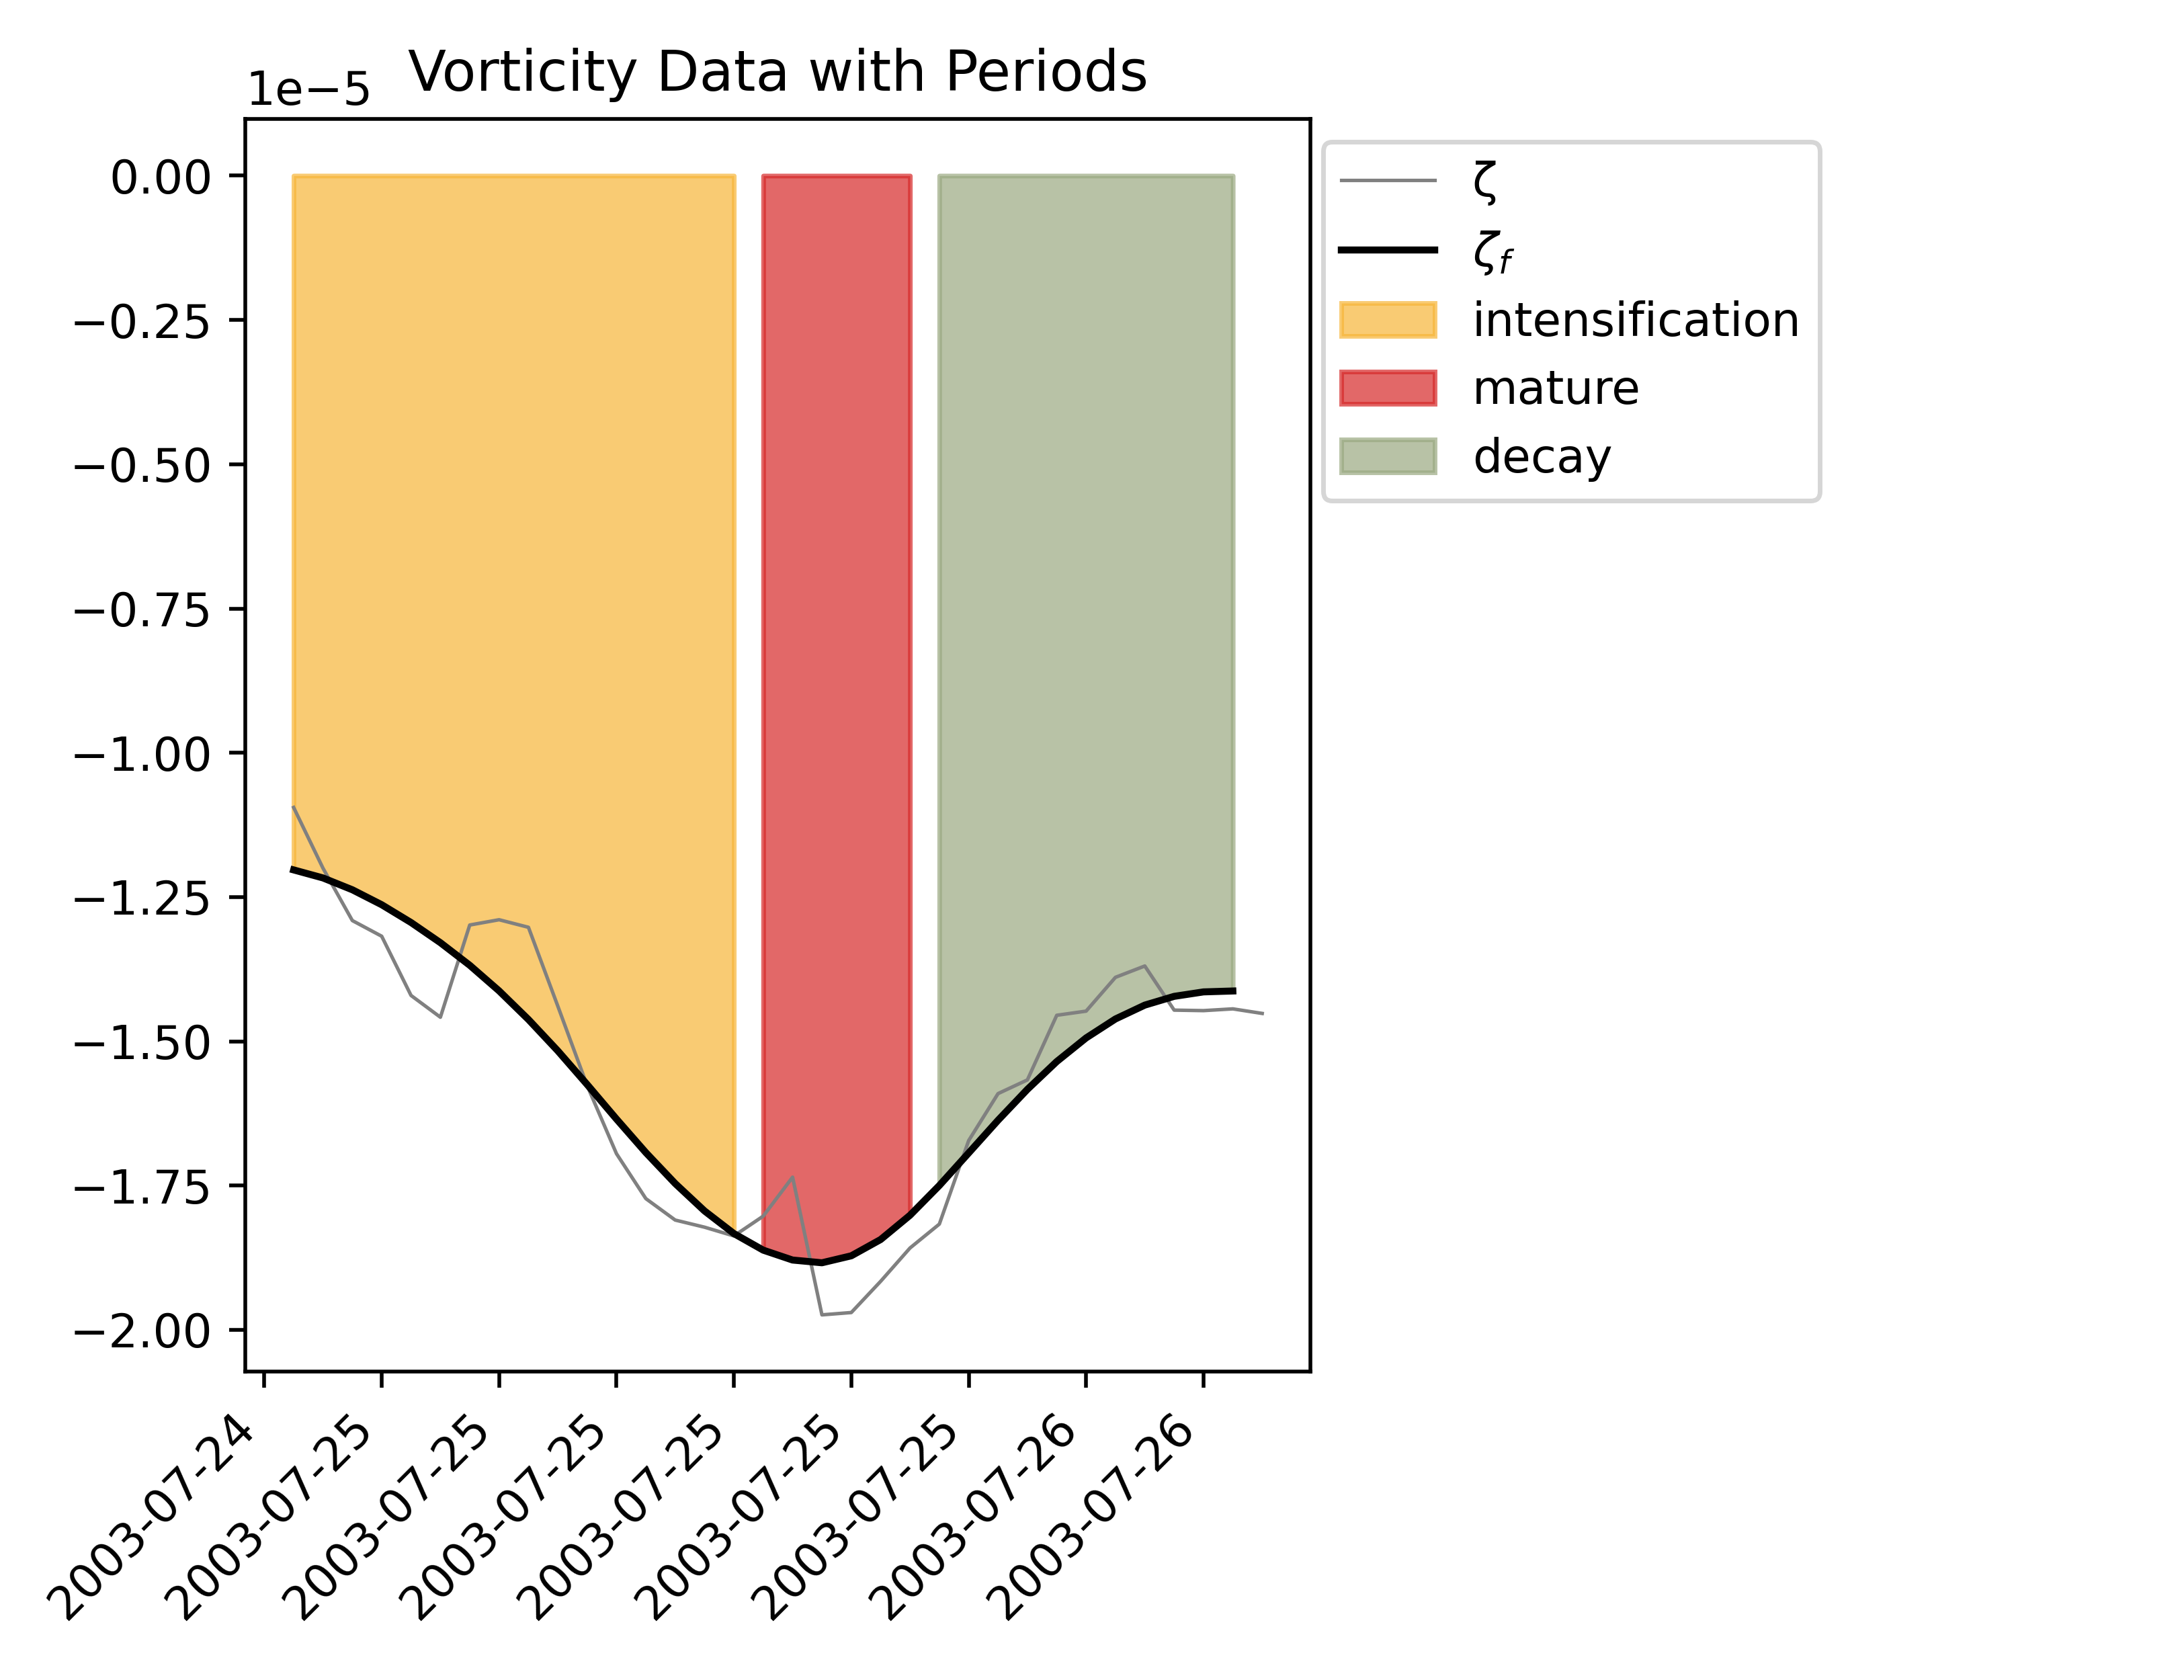 Vorticity Data with Periods
1e−5
0.00
−0.25
−0.50
−0.75
−1.00
−1.25
−1.50
−1.75
−2.00
2003-07-24
2003-07-25
2003-07-25
2003-07-25
2003-07-25
2003-07-25
2003-07-25
2003-07-26
2003-07-26
ζ
ζf
intensification
mature
decay